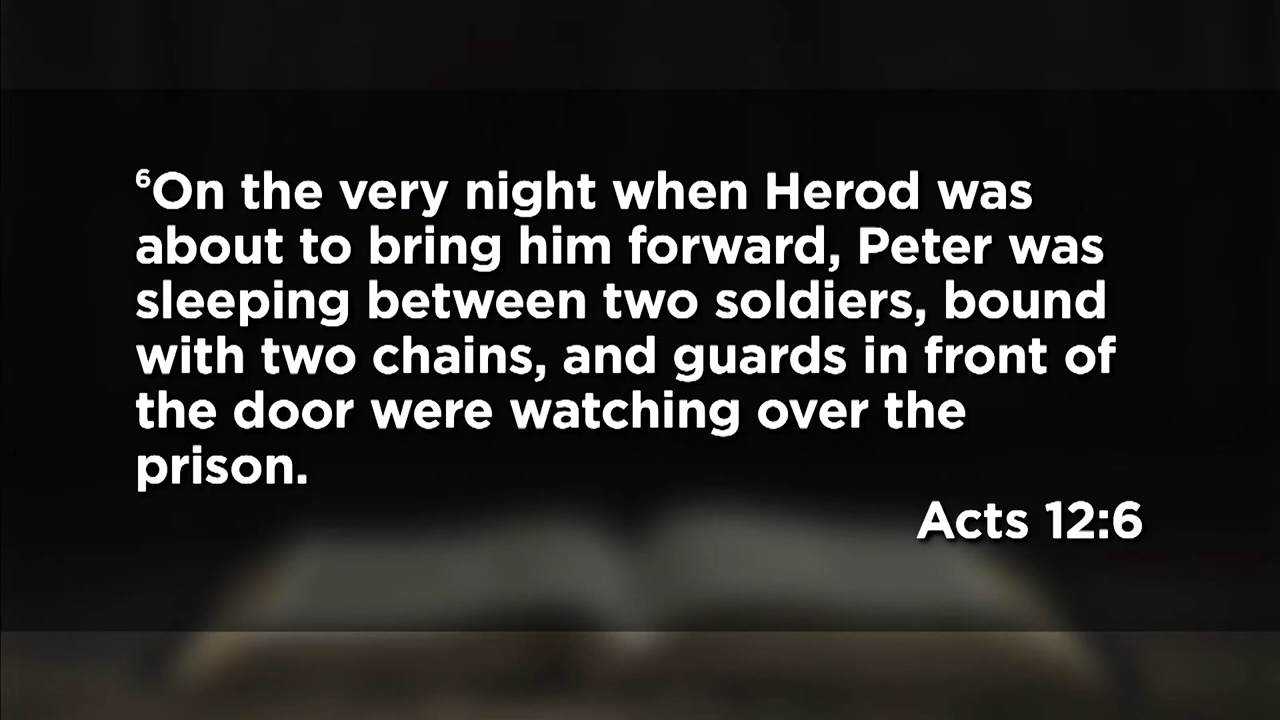 ⁶On the very night when Herod was
about to bring him forward, Peter was
sleeping between two soldiers, bound
with two chains, and guards in front of
the door were watching over the
prison.
Acts 12:6